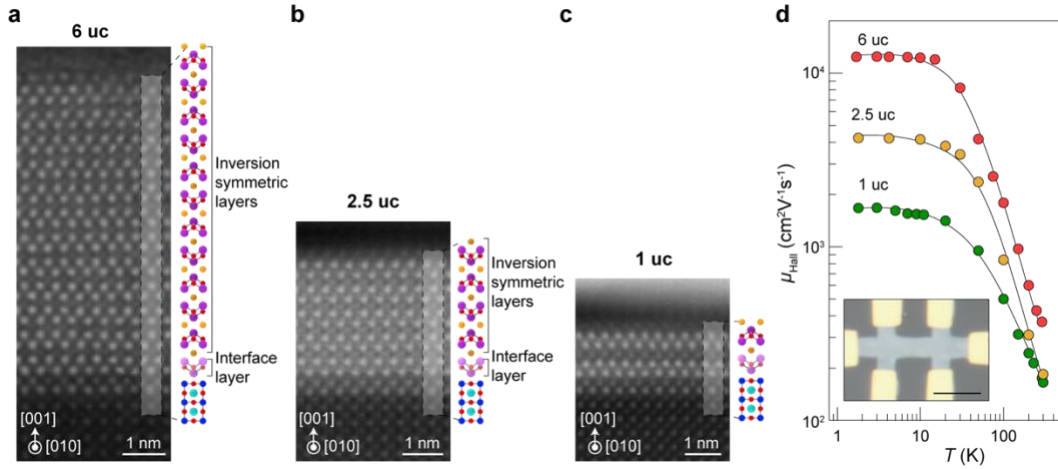 a
6 uc
Inversion
symmetric
layers
Interface
layer
[001]
[010]
1 nm
b
2.5 uc
Inversion
symmetric
layers
Interface
layer
[001]
[010]
1 nm
c
1 uc
[001]
[010]
1 nm
d
6 uc
2.5 uc
1 uc
μHall (cm²V⁻¹s⁻¹)
10⁴
10³
10²
1
10
100
T (K)